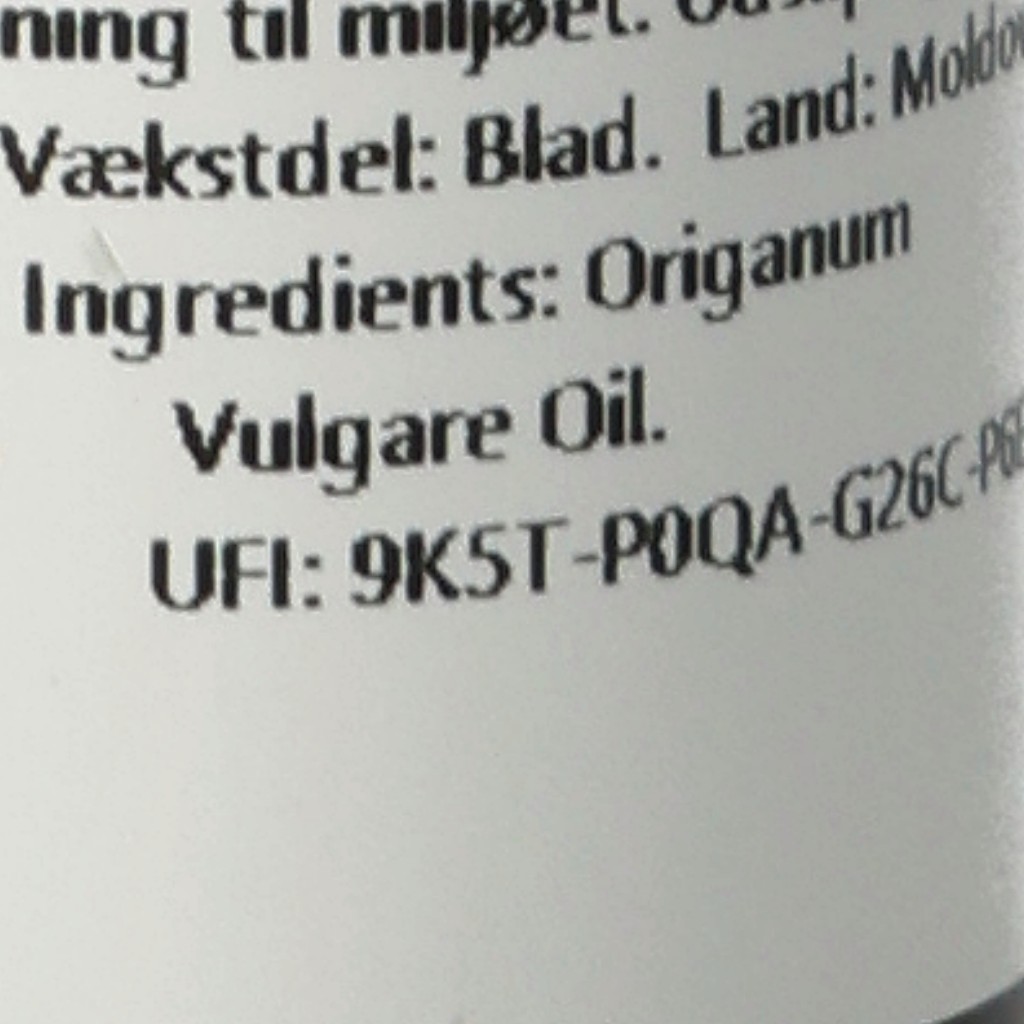 ning til miljøet.
Vækstdel: Blad. Land:
Ingredients: Origanum
Vulgare Oil.
UFI: 9K5T-P0QA-G26C-